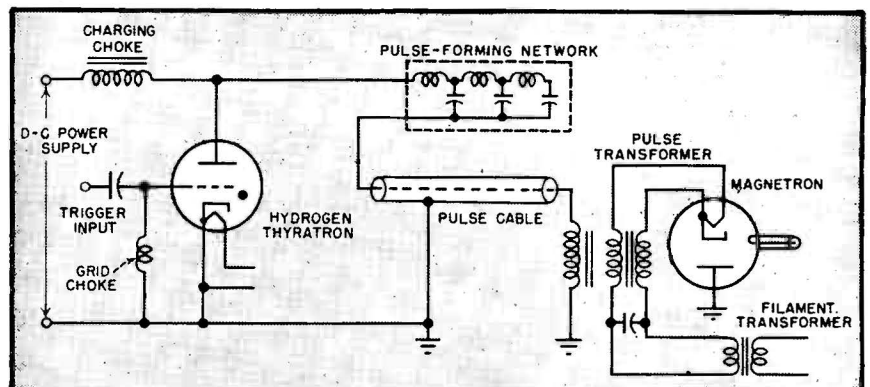 CHARGING
CHOKE
PULSE-FORMING NETWORK
D-C POWER
SUPPLY
TRIGGER
INPUT
HYDROGEN
THYRATRON
GRID
CHOKE
PULSE CABLE
PULSE
TRANSFORMER
MAGNETRON
FILAMENT
TRANSFORMER